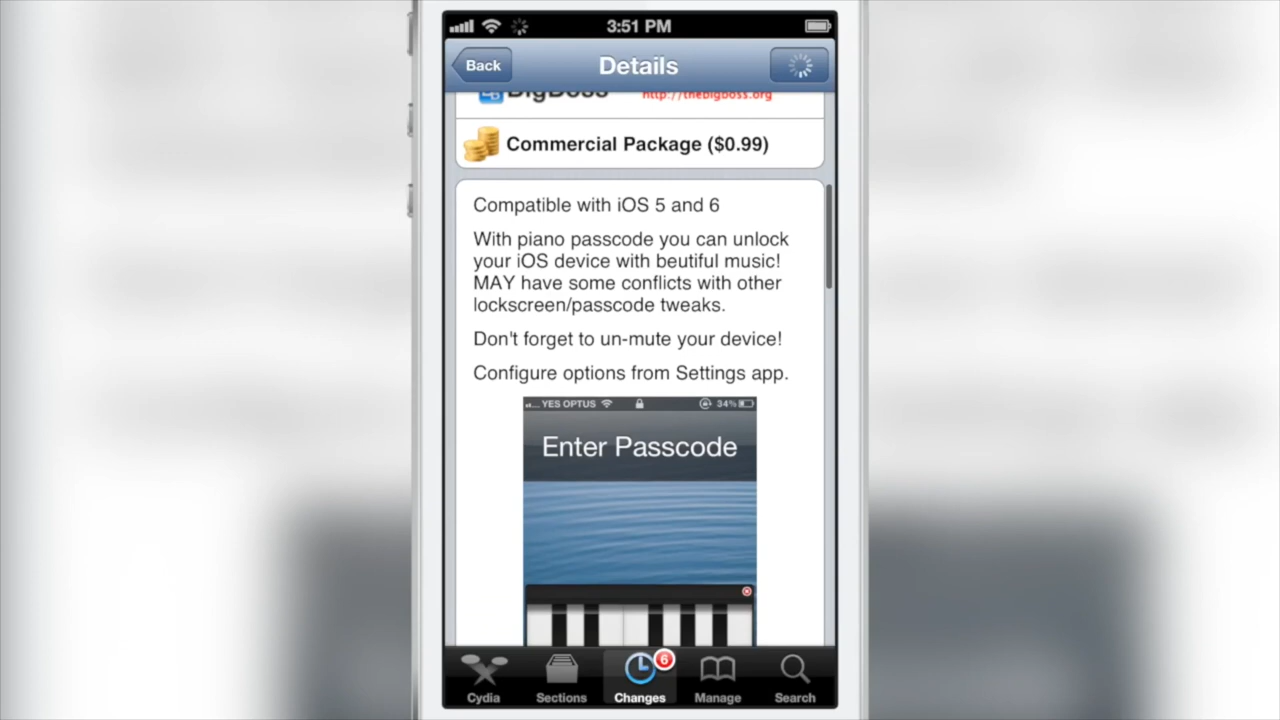 3:51 PM
Back
Details
BigBoss http://thebigboss.org
Commercial Package ($0.99)
Compatible with iOS 5 and 6
With piano passcode you can unlock
your iOS device with beutiful music!
MAY have some conflicts with other
lockscreen/passcode tweaks.
Don't forget to un-mute your device!
Configure options from Settings app.
YES OPTUS 34%
Enter Passcode
6
Cydia Sections Changes Manage Search